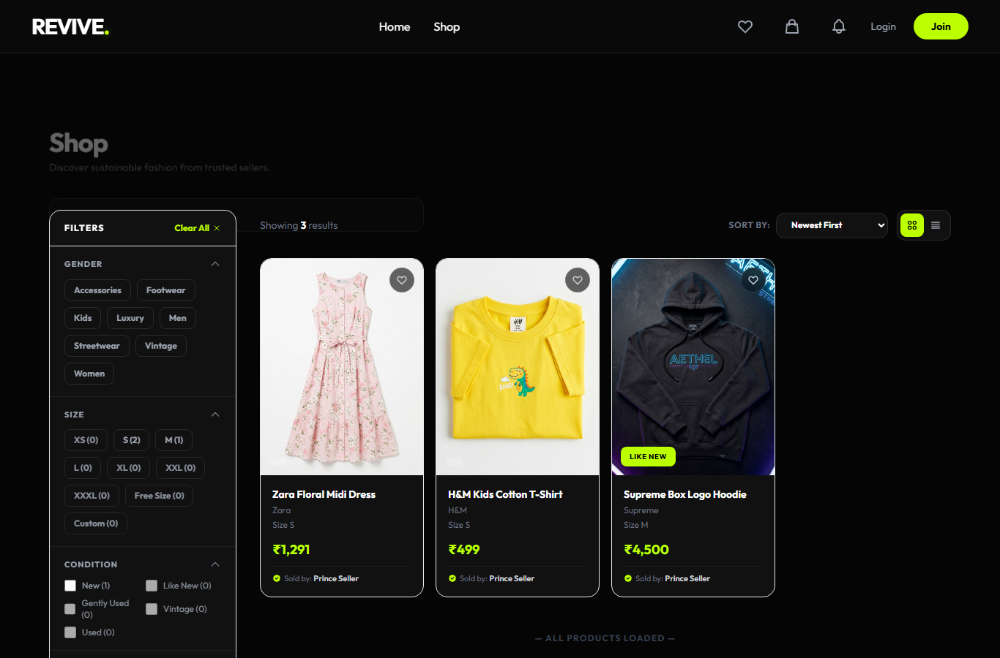 REVIVE.
Home
Shop
Login
Join
Shop
Discover sustainable fashion from trusted sellers.
FILTERS
Clear All ×
Showing 3 results
SORT BY:
Newest First
GENDER
Accessories
Footwear
Kids
Luxury
Men
Streetwear
Vintage
Women
SIZE
XS (0)
S (2)
M (1)
L (0)
XL (0)
XXL (0)
XXXL (0)
Free Size (0)
Custom (0)
CONDITION
New (1)
Like New (0)
Gently Used
(0)
Vintage (0)
Used (0)
H&M
ROAR
AETHEL
LIKE NEW
Zara Floral Midi Dress
Zara
Size S
₹1,291
Sold by: Prince Seller
H&M Kids Cotton T-Shirt
H&M
Size S
₹499
Sold by: Prince Seller
Supreme Box Logo Hoodie
Supreme
Size M
₹4,500
Sold by: Prince Seller
— ALL PRODUCTS LOADED —